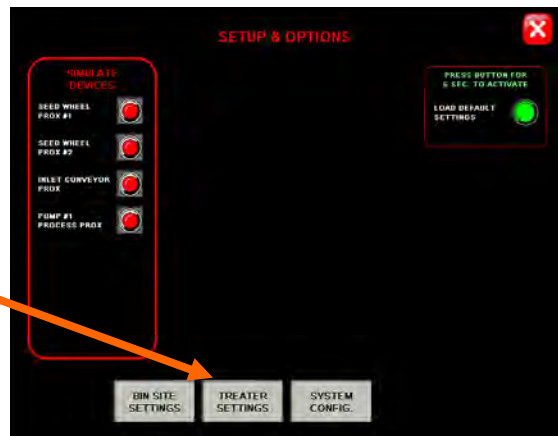 SETUP & OPTIONS
SIMULATE
DEVICES
SEED WHEEL
PROX #1
SEED WHEEL
PROX #2
INLET CONVEYOR
PROX
PUMP #1
PROCESS PROX
PRESS BUTTON FOR
5 SEC. TO ACTIVATE
LOAD DEFAULT
SETTINGS
BIN SITE
SETTINGS
TREATER
SETTINGS
SYSTEM
CONFIG.